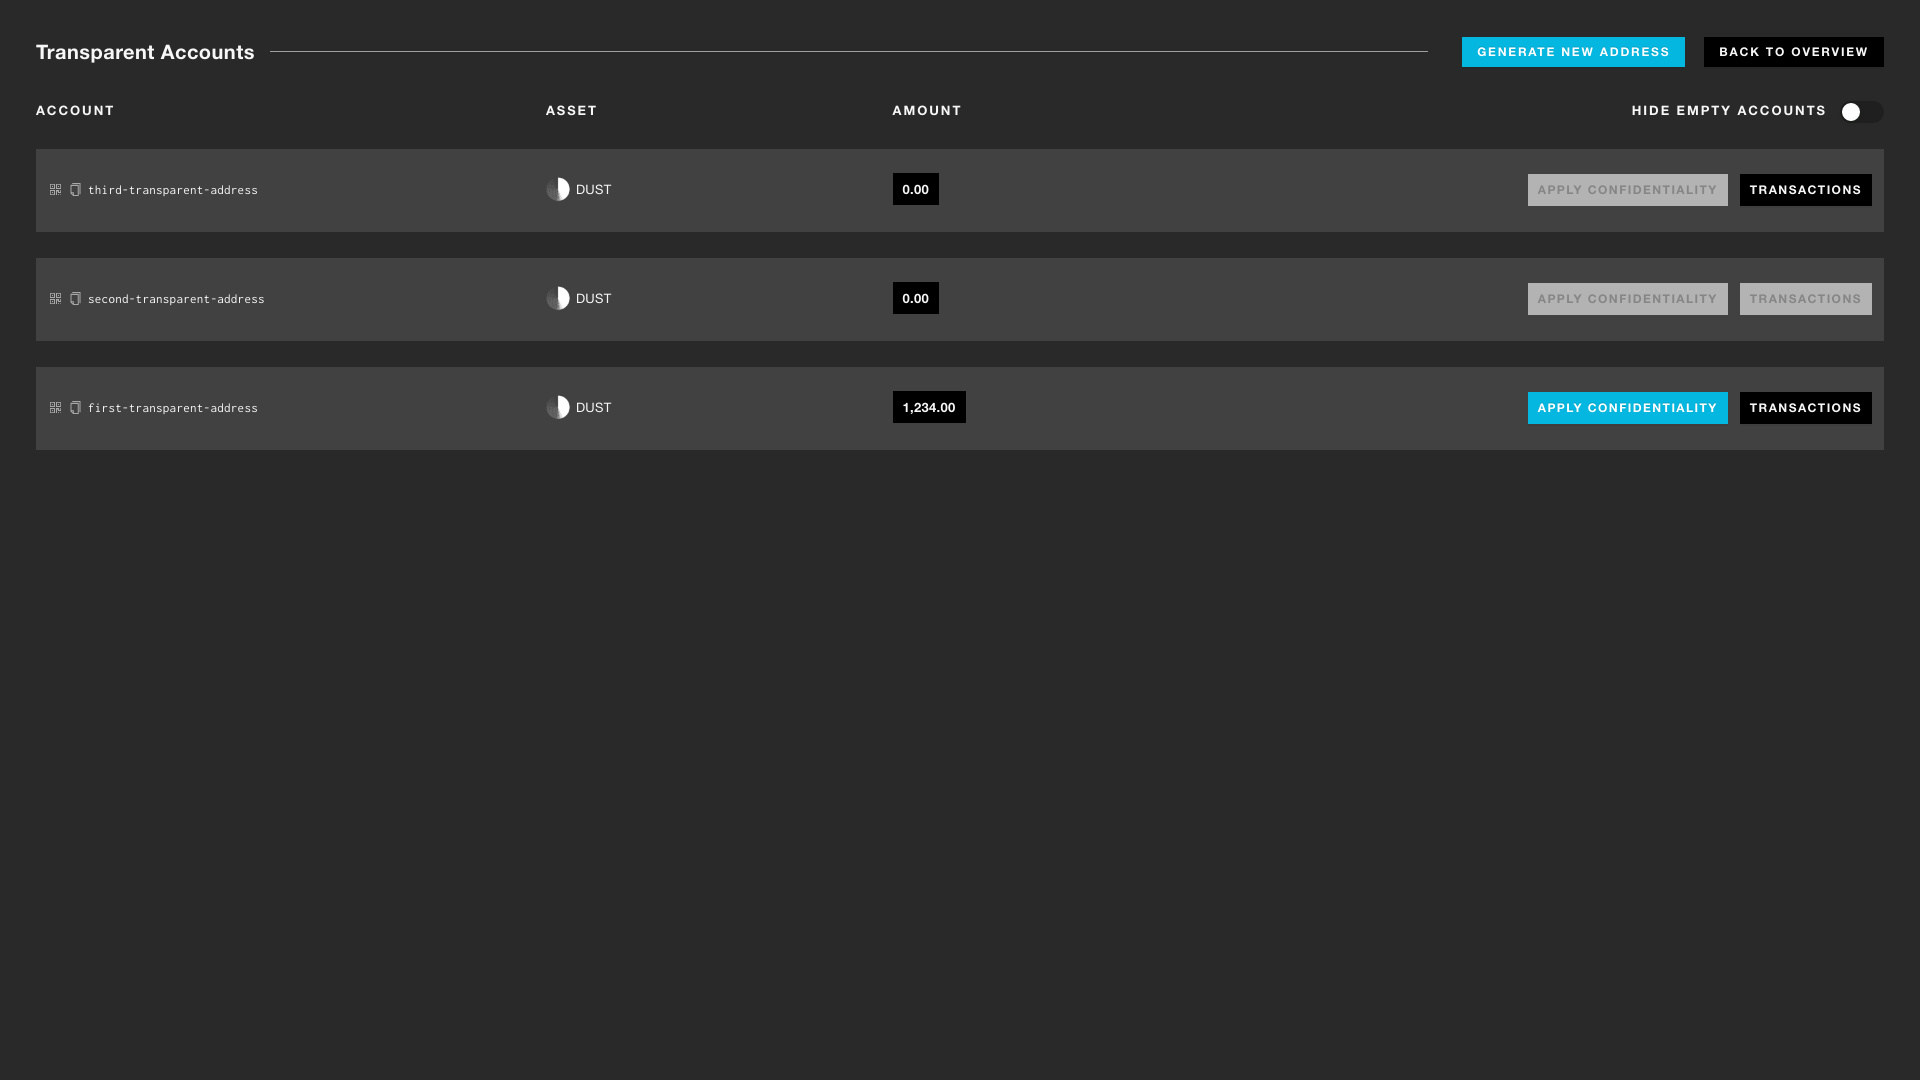 Transparent Accounts GENERATE NEW ADDRESS BACK TO OVERVIEW
ACCOUNT ASSET AMOUNT HIDE EMPTY ACCOUNTS
third-transparent-address DUST 0.00 APPLY CONFIDENTIALITY TRANSACTIONS
second-transparent-address DUST 0.00 APPLY CONFIDENTIALITY TRANSACTIONS
first-transparent-address DUST 1,234.00 APPLY CONFIDENTIALITY TRANSACTIONS